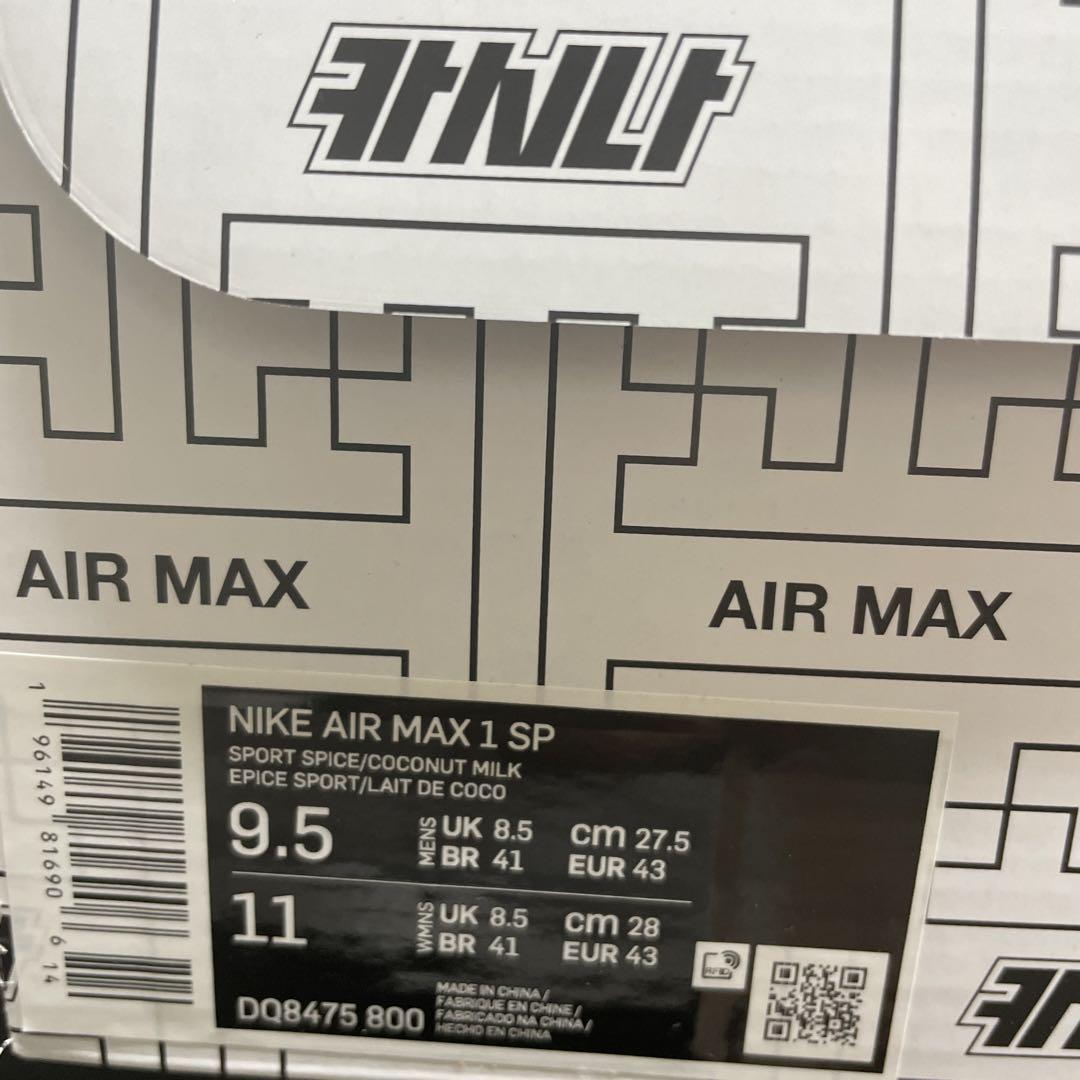 카시나
AIR MAX
AIR MAX
NIKE AIR MAX 1 SP
SPORT SPICE/COCONUT MILK
EPICE SPORT/LAIT DE COCO
9.5
MENS
UK 8.5 cm 27.5
BR 41 EUR 43
11
WMNS
UK 8.5 cm 28
BR 41 EUR 43
RFID
DQ8475 800
MADE IN CHINA /
FABRIQUE EN CHINE /
FABRICADO NA CHINA /
HECHO EN CHINA
1 96149 81690 6 14
카